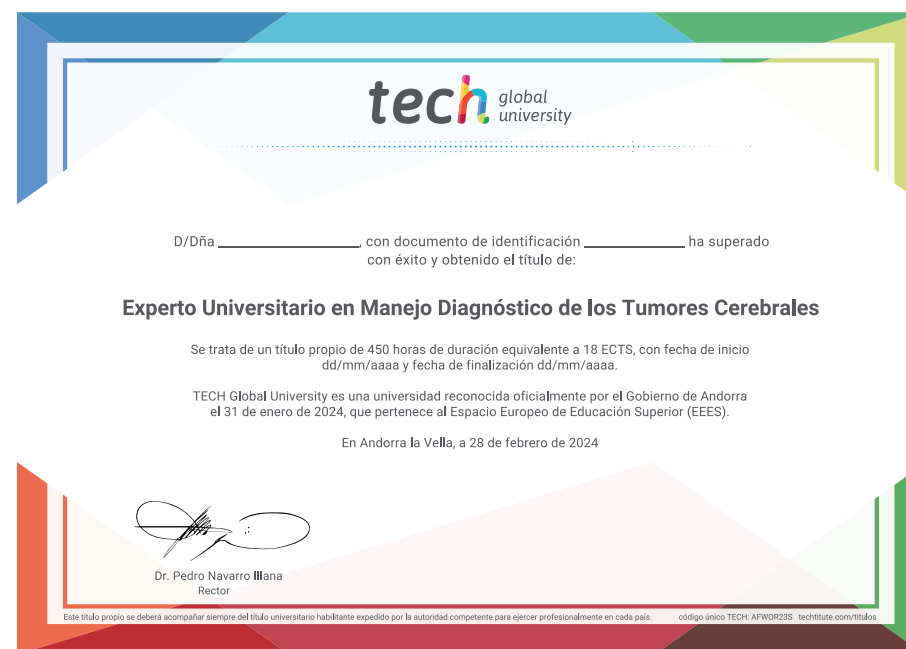 tech global university
D/Dña ______________, con documento de identificación __________ ha superado
con éxito y obtenido el título de:
Experto Universitario en Manejo Diagnóstico de los Tumores Cerebrales
Se trata de un título propio de 450 horas de duración equivalente a 18 ECTS, con fecha de inicio
dd/mm/aaaa y fecha de finalización dd/mm/aaaa.
TECH Global University es una universidad reconocida oficialmente por el Gobierno de Andorra
el 31 de enero de 2024, que pertenece al Espacio Europeo de Educación Superior (EEES).
En Andorra la Vella, a 28 de febrero de 2024
Dr. Pedro Navarro Illana
Rector
Este título propio se deberá acompañar siempre del título universitario habilitante expedido por la autoridad competente para ejercer profesionalmente en cada país. código único TECH: AFWOR23S techtitute.com/titulos